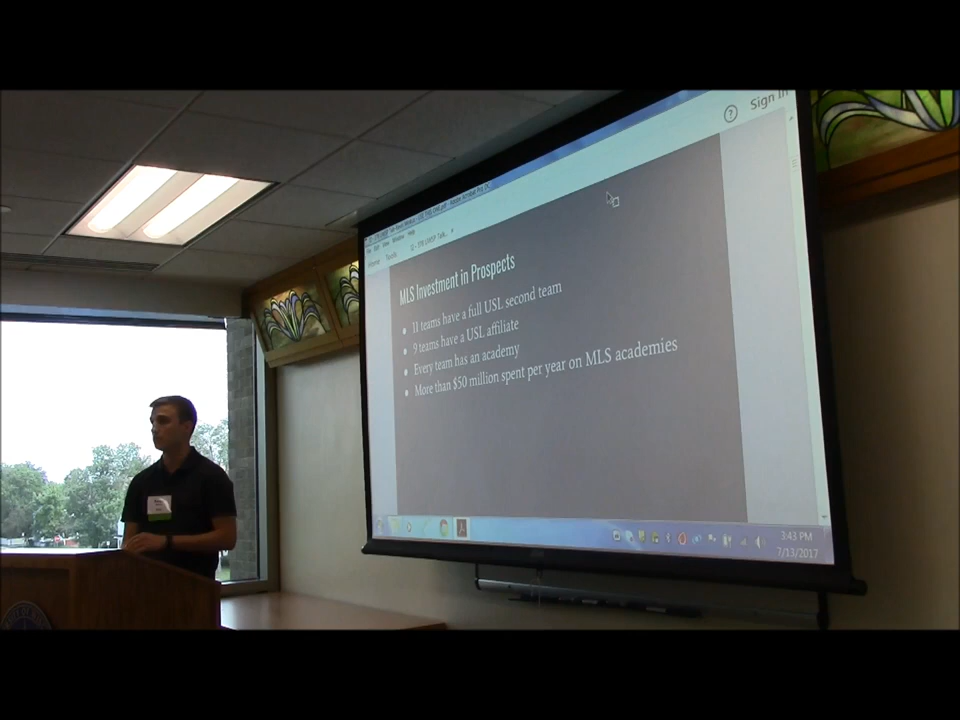 Sign In
Home Tools
MLS Investment in Prospects
• 11 teams have a full USL second team
• 9 teams have a USL affiliate
• Every team has an academy
• More than $50 million spent per year on MLS academies
3:43 PM
7/13/2017